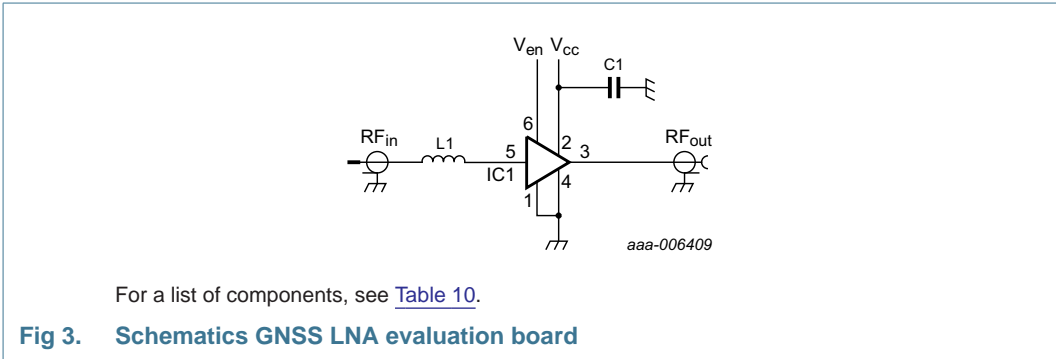 Ven Vcc
C1
6
RFin
L1
5
2
3
RFout
IC1
4
1
aaa-006409
For a list of components, see Table 10.
Fig 3. Schematics GNSS LNA evaluation board